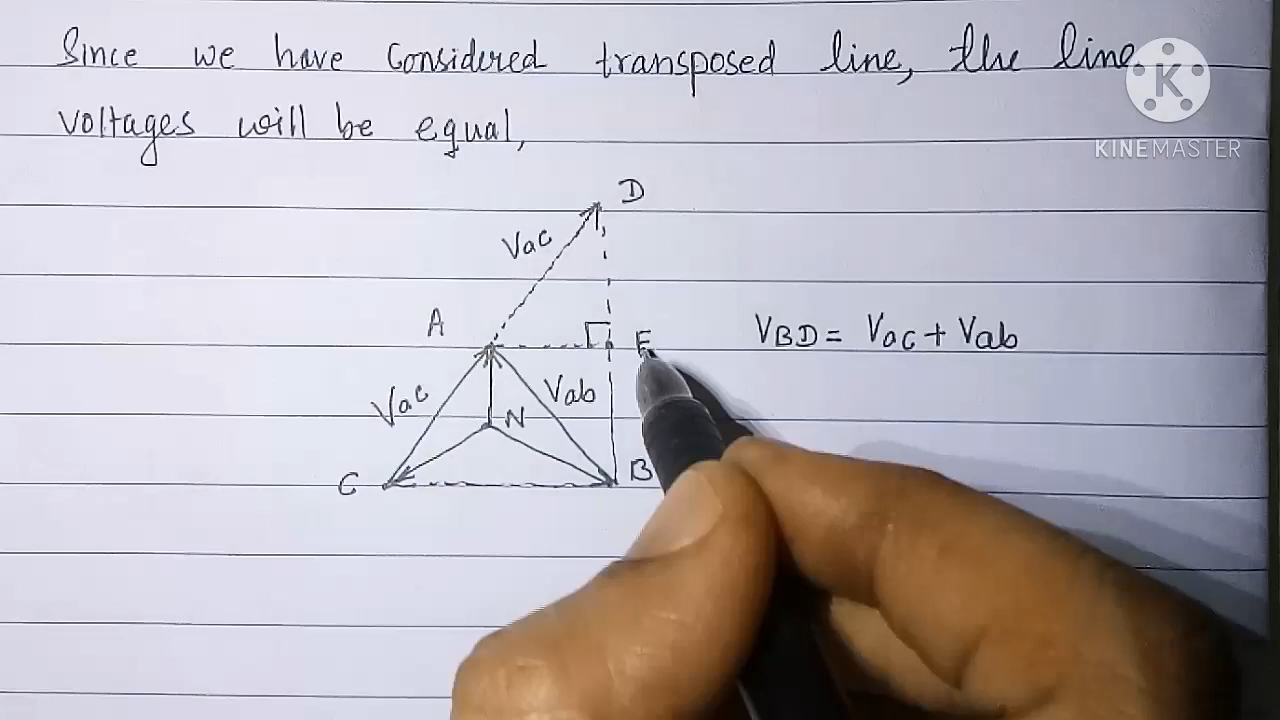 Since we have Considered transposed line, the line
voltages will be equal,
K
KINEMASTER
D
Vac
A
E
VBD = Vac + Vab
Vac
Vab
N
C
B